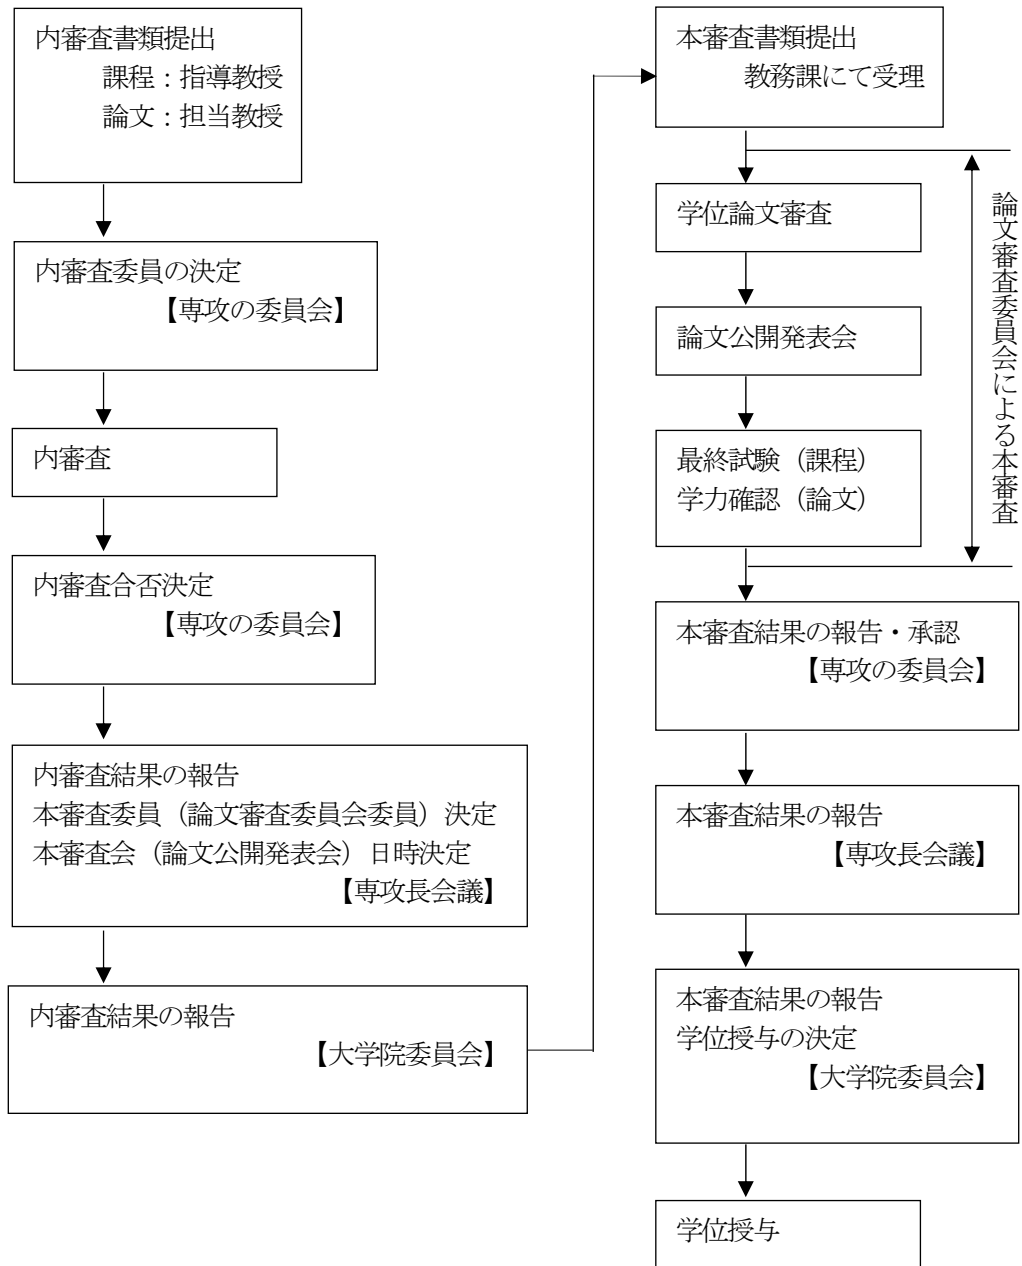 内審査書類提出
課程：指導教授
論文：担当教授
内審査委員の決定
【専攻の委員会】
内審査
内審査合否決定
【専攻の委員会】
内審査結果の報告
本審査委員（論文審査委員会委員）決定
本審査会（論文公開発表会）日時決定
【専攻長会議】
内審査結果の報告
【大学院委員会】
本審査書類提出
教務課にて受理
学位論文審査
論文公開発表会
最終試験（課程）
学力確認（論文）
論文審査委員会による本審査
本審査結果の報告・承認
【専攻の委員会】
本審査結果の報告
【専攻長会議】
本審査結果の報告
学位授与の決定
【大学院委員会】
学位授与